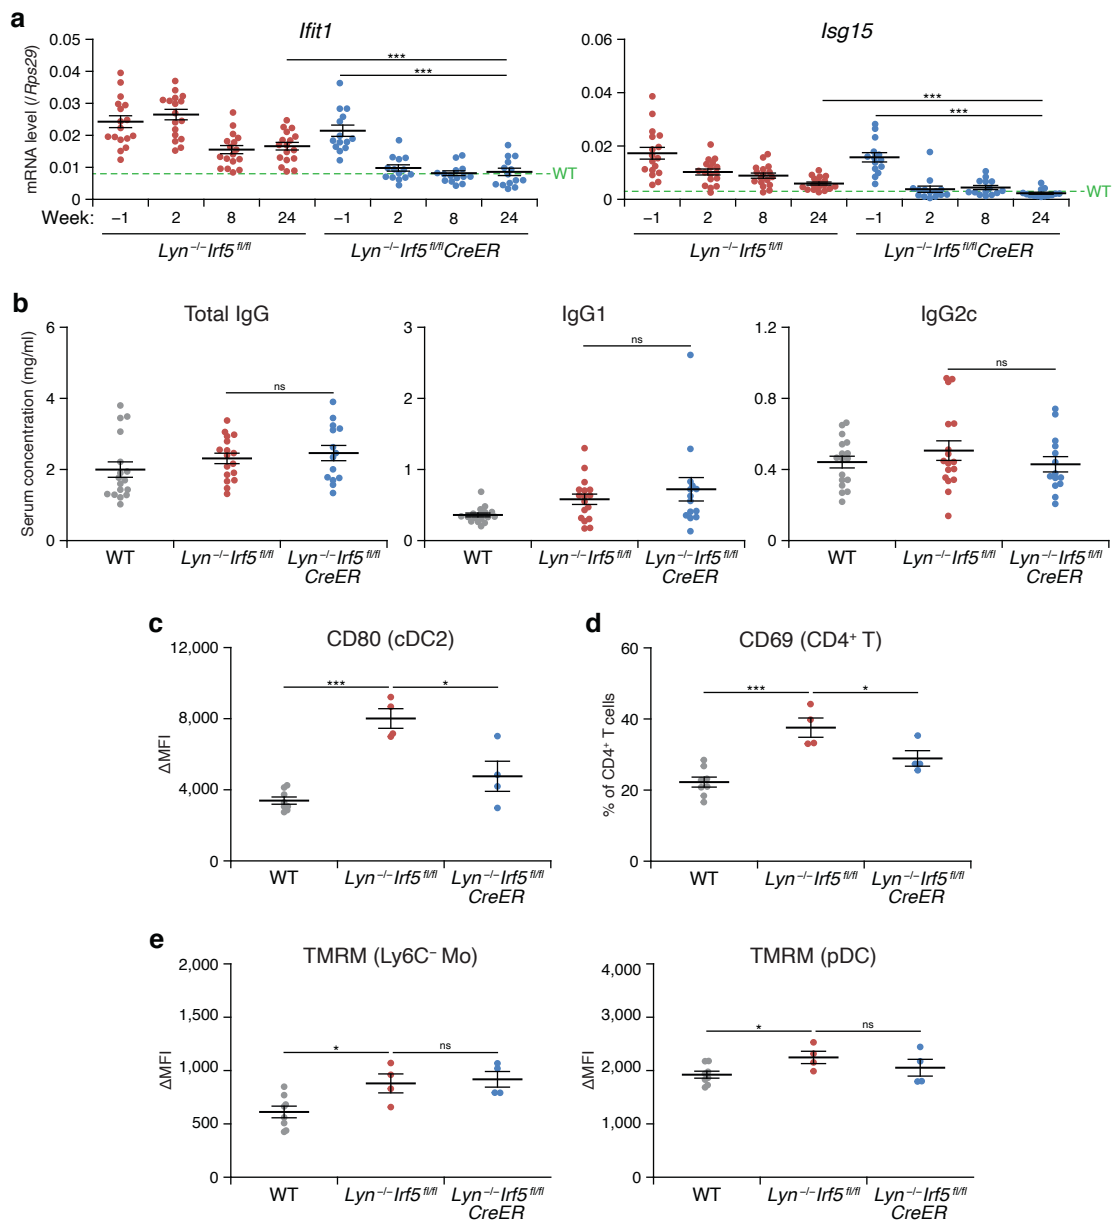 a
Ifit1
Isg15
mRNA level (/Rps29)
0.05
0.04
0.03
0.02
0.01
0
***
***
WT
Week: −1 2 8 24 −1 2 8 24
Lyn−/−Irf5fl/fl Lyn−/−Irf5fl/flCreER
0.06
0.04
0.02
0
***
***
WT
−1 2 8 24 −1 2 8 24
Lyn−/−Irf5fl/fl Lyn−/−Irf5fl/flCreER
b
Total IgG
Serum concentration (mg/ml)
6
4
2
0
ns
WT Lyn−/−Irf5fl/fl Lyn−/−Irf5fl/fl
CreER
IgG1
3
2
1
0
ns
WT Lyn−/−Irf5fl/fl Lyn−/−Irf5fl/fl
CreER
IgG2c
1.2
0.8
0.4
0
ns
WT Lyn−/−Irf5fl/fl Lyn−/−Irf5fl/fl
CreER
c
CD80 (cDC2)
ΔMFI
12,000
8,000
4,000
0
*** *
WT Lyn−/−Irf5fl/fl Lyn−/−Irf5fl/fl
CreER
d
CD69 (CD4+ T)
% of CD4+ T cells
60
40
20
0
*** *
WT Lyn−/−Irf5fl/fl Lyn−/−Irf5fl/fl
CreER
e
TMRM (Ly6C− Mo)
ΔMFI
2,000
1,500
1,000
500
0
* ns
WT Lyn−/−Irf5fl/fl Lyn−/−Irf5fl/fl
CreER
TMRM (pDC)
ΔMFI
4,000
3,000
2,000
1,000
0
* ns
WT Lyn−/−Irf5fl/fl Lyn−/−Irf5fl/fl
CreER